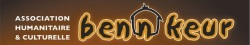 ASSOCIATION
HUMANITAIRE
& CULTURELLE
benn keur